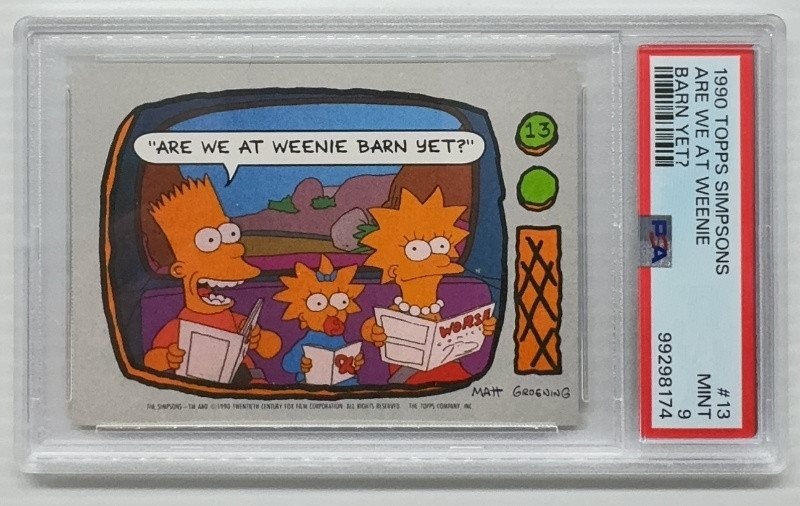 13
"ARE WE AT WEENIE BARN YET?"
WORSE
COMICS
MATT GROENING
THE SIMPSONS—TM AND ©1990 TWENTIETH CENTURY FOX FILM CORPORATION. ALL RIGHTS RESERVED. THE TOPPS COMPANY, INC.
1990 TOPPS SIMPSONS #13
ARE WE AT WEENIE MINT
BARN YET? 9
PSA 99298174